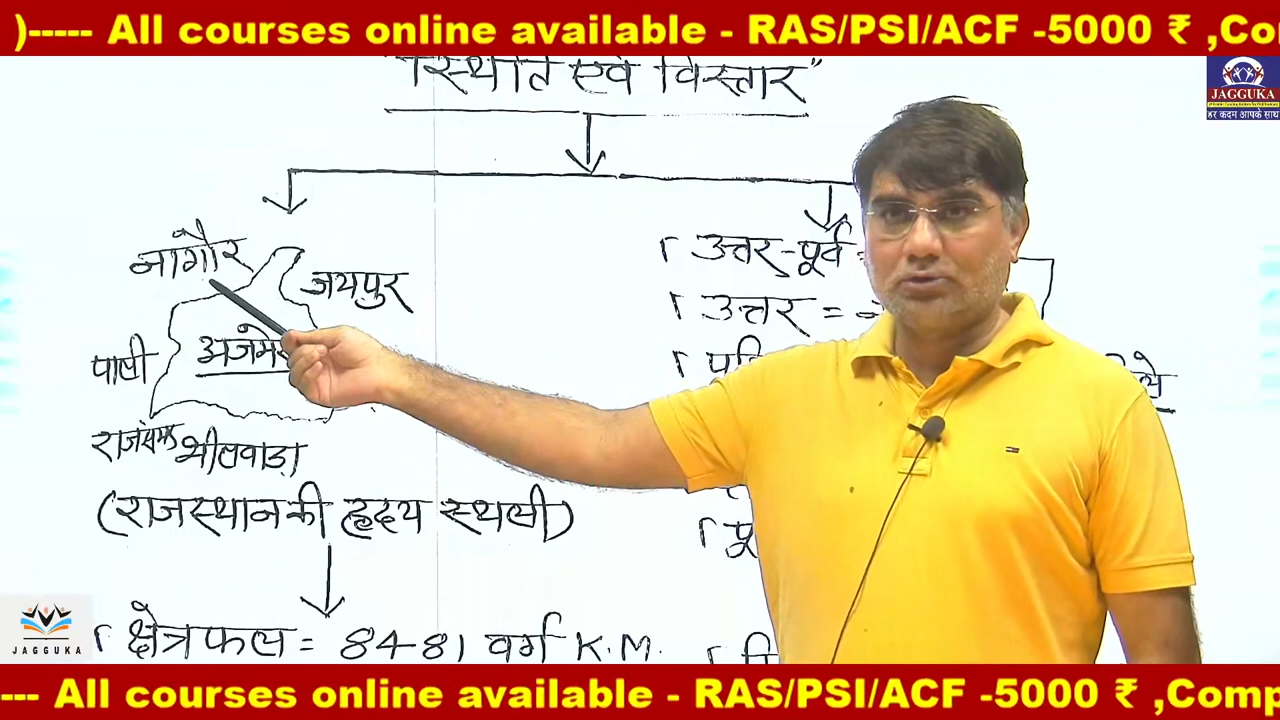 )----- All courses online available - RAS/PSI/ACF -5000 ₹ ,Co
JAGGUKA
हर कदम आपके साथ
"स्थिति एवं विस्तार"
नागौर
जयपुर
उत्तर-पूर्व =
उत्तर =
पाली
अजमे
राजसमन्द भीलवाड़ा
(राजस्थान की हृदय स्थली)
क्षेत्रफल = 8481 वर्ग K.M.
JAGGUKA
--- All courses online available - RAS/PSI/ACF -5000 ₹ ,Comp